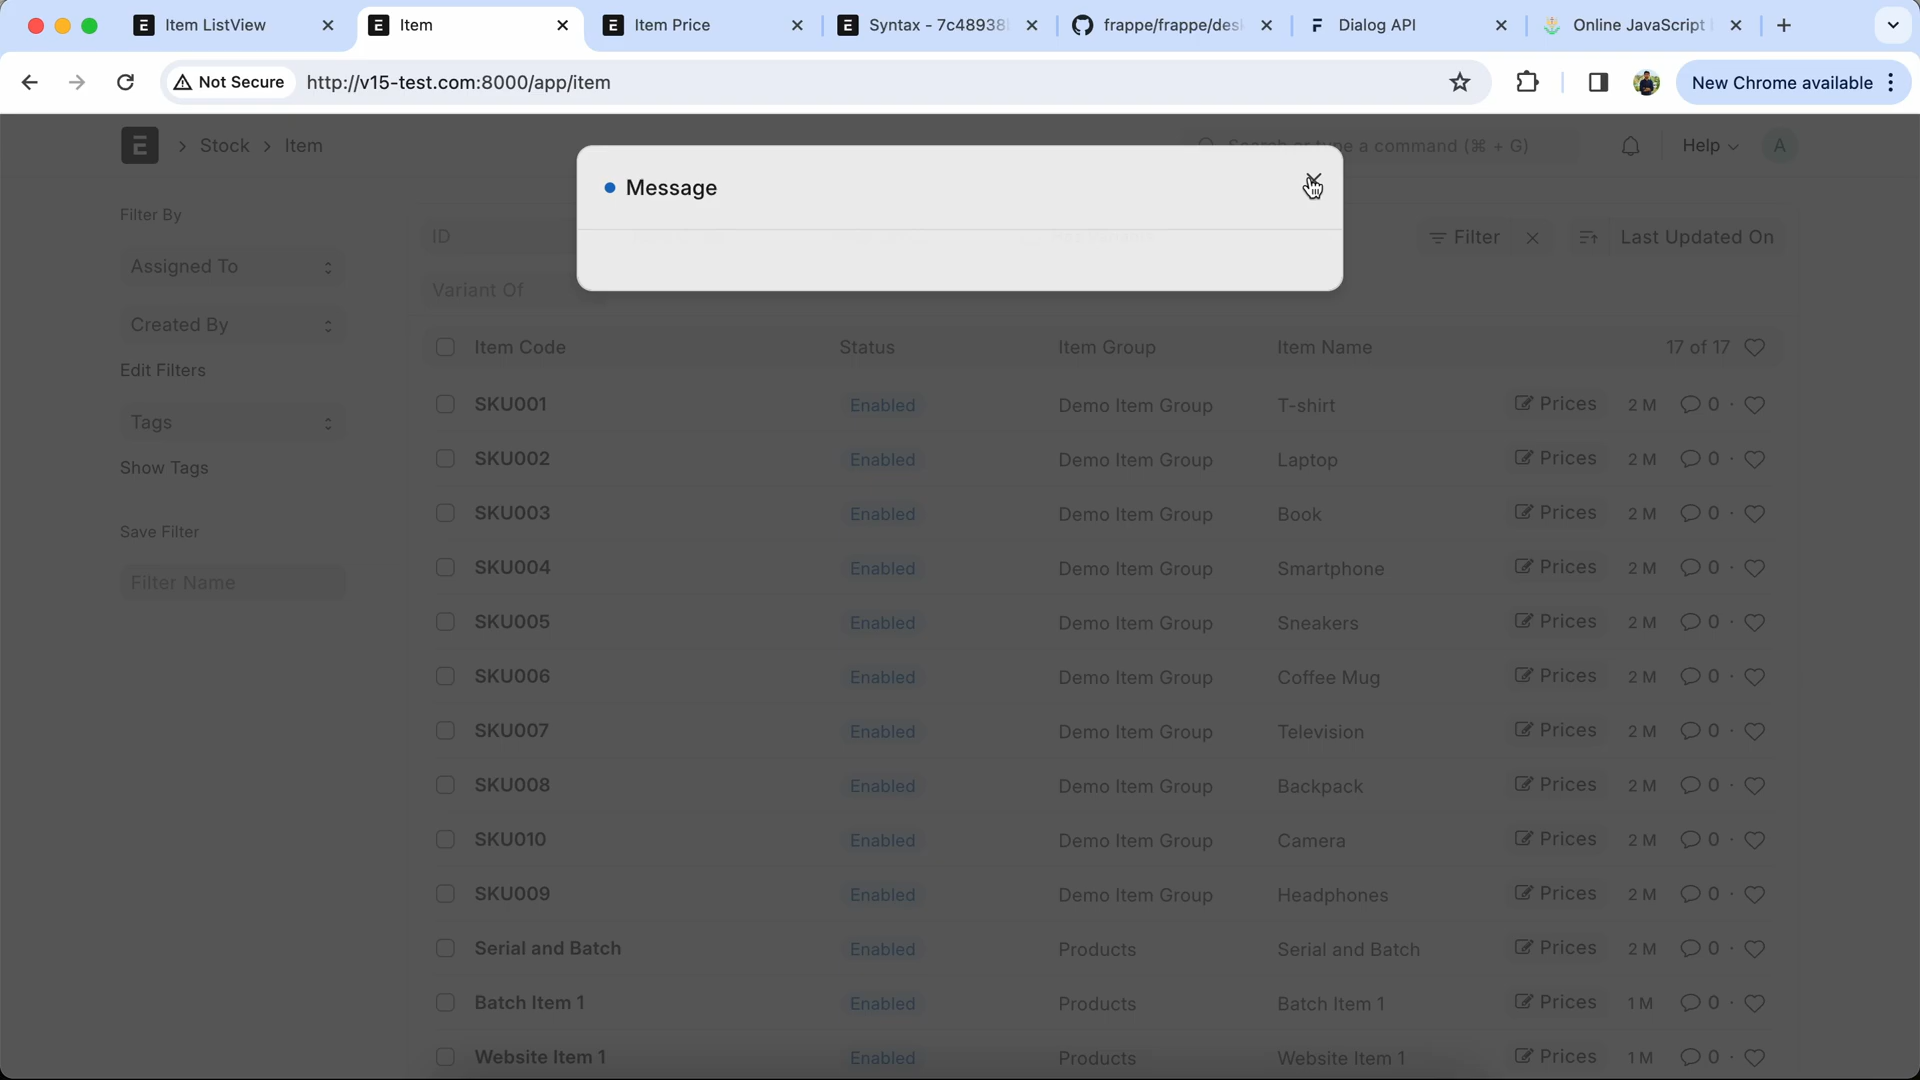 Item ListView
Item
Item Price
Syntax - 7c48938
frappe/frappe/des
Dialog API
Online JavaScript
Not Secure
http://v15-test.com:8000/app/item
New Chrome available
E
Stock
Item
Search or type a command (⌘ + G)
Help
A
Message
Filter By
Assigned To
Created By
Edit Filters
Tags
Show Tags
Save Filter
Filter Name
ID
Variant Of
Filter
Last Updated On
Item Code Status Item Group Item Name 17 of 17
SKU001 Enabled Demo Item Group T-shirt Prices 2 M 0 ·
SKU002 Enabled Demo Item Group Laptop Prices 2 M 0 ·
SKU003 Enabled Demo Item Group Book Prices 2 M 0 ·
SKU004 Enabled Demo Item Group Smartphone Prices 2 M 0 ·
SKU005 Enabled Demo Item Group Sneakers Prices 2 M 0 ·
SKU006 Enabled Demo Item Group Coffee Mug Prices 2 M 0 ·
SKU007 Enabled Demo Item Group Television Prices 2 M 0 ·
SKU008 Enabled Demo Item Group Backpack Prices 2 M 0 ·
SKU010 Enabled Demo Item Group Camera Prices 2 M 0 ·
SKU009 Enabled Demo Item Group Headphones Prices 2 M 0 ·
Serial and Batch Enabled Products Serial and Batch Prices 2 M 0 ·
Batch Item 1 Enabled Products Batch Item 1 Prices 1 M 0 ·
Website Item 1 Enabled Products Website Item 1 Prices 1 M 0 ·